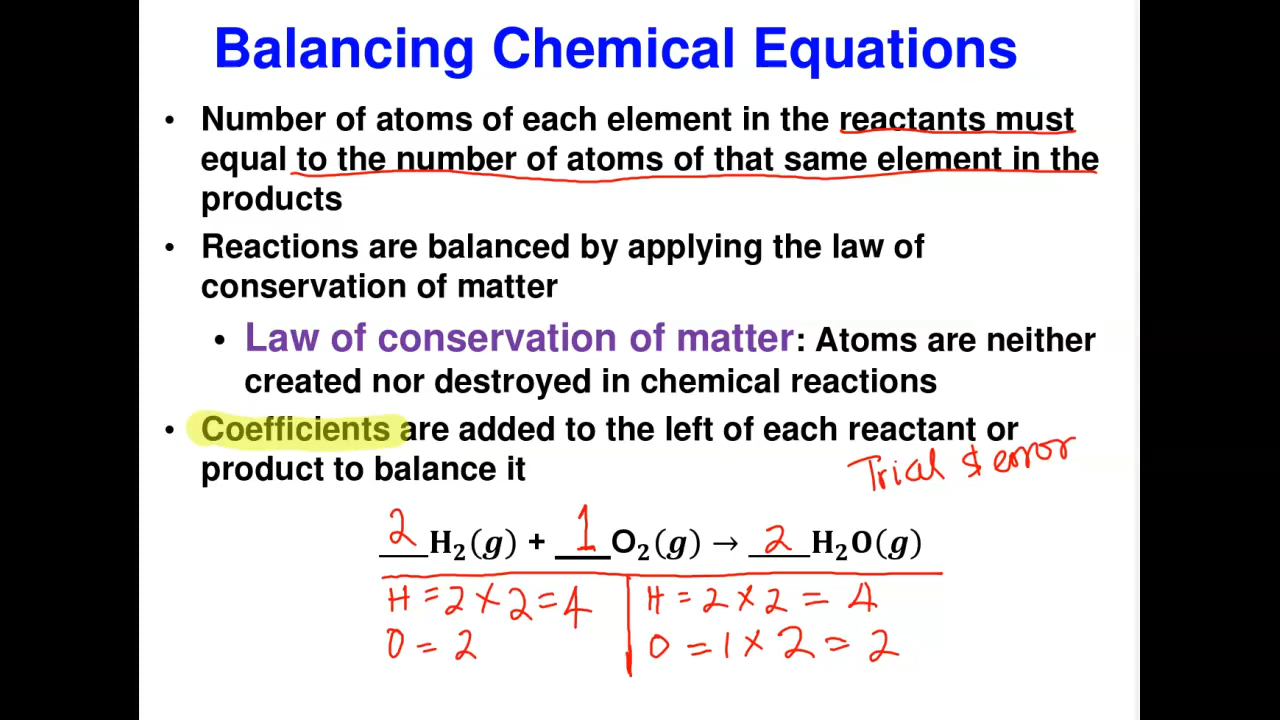 Balancing Chemical Equations
• Number of atoms of each element in the reactants must
equal to the number of atoms of that same element in the
products
• Reactions are balanced by applying the law of
conservation of matter
• Law of conservation of matter: Atoms are neither
created nor destroyed in chemical reactions
• Coefficients are added to the left of each reactant or
product to balance it
Trial & error
2 H₂(g) + 1 O₂(g) → 2 H₂O(g)
H = 2 × 2 = 4 H = 2 × 2 = 4
O = 2 O = 1 × 2 = 2